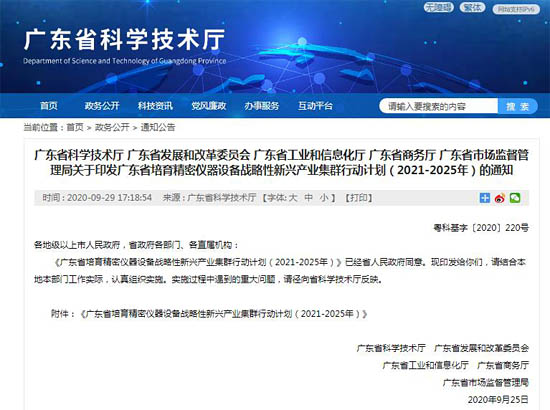 无障碍 繁体 网站支持IPv6
广东省科学技术厅
Department of Science and Technology of Guangdong Province
首页 政务公开 科技资讯 党风廉政 办事服务 互动平台 请输入要搜索的内容 搜 索
当前位置：首页 > 政务公开 > 通知公告
广东省科学技术厅 广东省发展和改革委员会 广东省工业和信息化厅 广东省商务厅 广东省市场监督管
理局关于印发广东省培育精密仪器设备战略性新兴产业集群行动计划（2021-2025年）的通知
时间：2020-09-29 17:18:54 来源：广东省科学技术厅 【字体：大 中 小】 【打印】
粤科基字〔2020〕220号
各地级以上市人民政府，省政府各部门、各直属机构：
《广东省培育精密仪器设备战略性新兴产业集群行动计划（2021-2025年）》已经省人民政府同意。现印发给你们，请结合本
地本部门工作实际，认真组织实施。实施过程中遇到的重大问题，请径向省科学技术厅反映。
附件：《广东省培育精密仪器设备战略性新兴产业集群行动计划（2021-2025年）》
广东省科学技术厅 广东省发展和改革委员会
广东省工业和信息化厅 广东省商务厅
广东省市场监督管理局
2020年9月25日